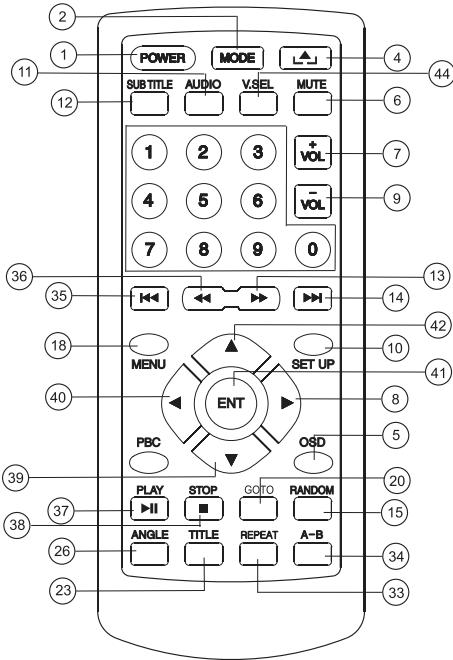 2
1 POWER MODE 4
11 44
SUB TITLE AUDIO V.SEL MUTE
12 6
1 2 3 + VOL 7
4 5 6 − VOL 9
7 8 9 0
36 13
35 14
18 MENU 42 SET UP 10
41
40 ENT 8
PBC OSD 5
39 20
PLAY STOP GOTO RANDOM
37 38 15
ANGLE TITLE REPEAT A-B
26 23 33 34